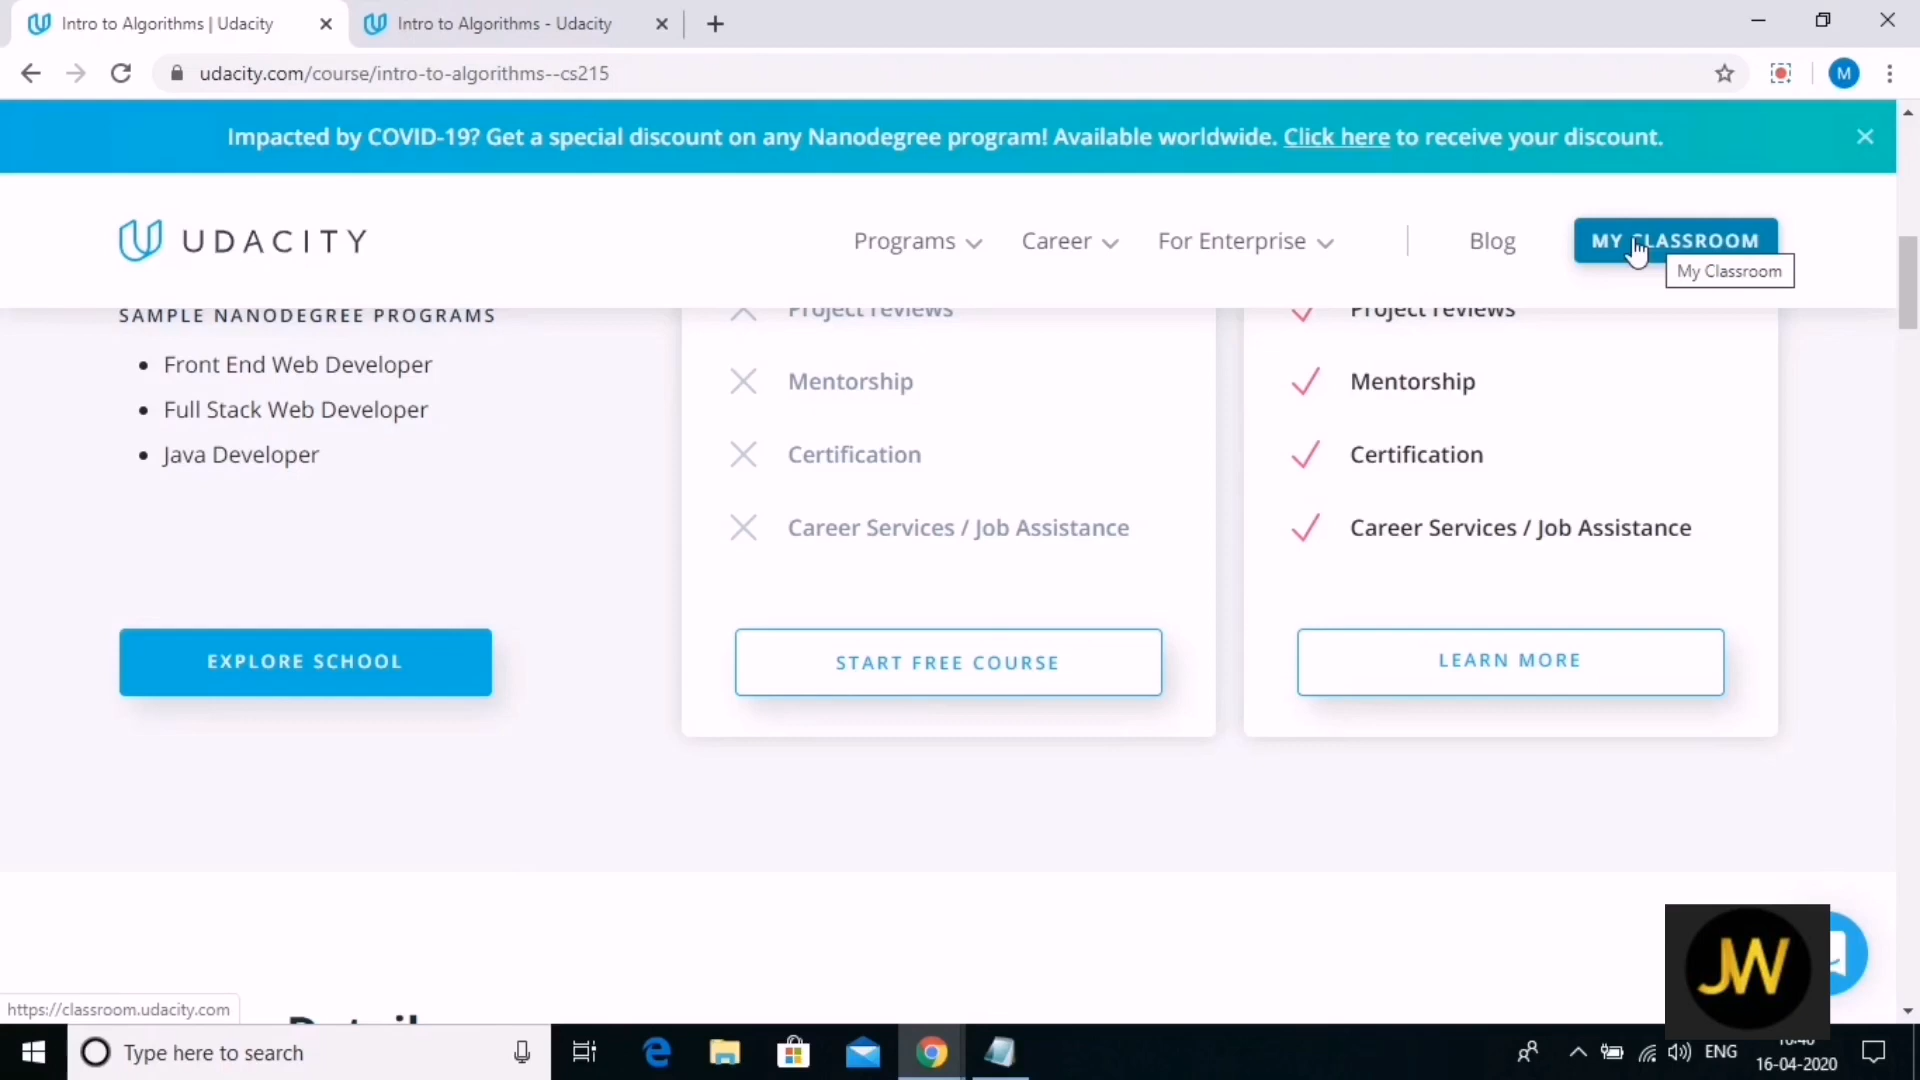 Intro to Algorithms | Udacity
Intro to Algorithms - Udacity
udacity.com/course/intro-to-algorithms--cs215
M
Impacted by COVID-19? Get a special discount on any Nanodegree program! Available worldwide. Click here to receive your discount.
UDACITY
Programs
Career
For Enterprise
Blog
MY CLASSROOM
My Classroom
SAMPLE NANODEGREE PROGRAMS
Front End Web Developer
Full Stack Web Developer
Java Developer
EXPLORE SCHOOL
Project reviews
Mentorship
Certification
Career Services / Job Assistance
START FREE COURSE
Project reviews
Mentorship
Certification
Career Services / Job Assistance
LEARN MORE
JW
https://classroom.udacity.com
Type here to search
ENG
16-04-2020